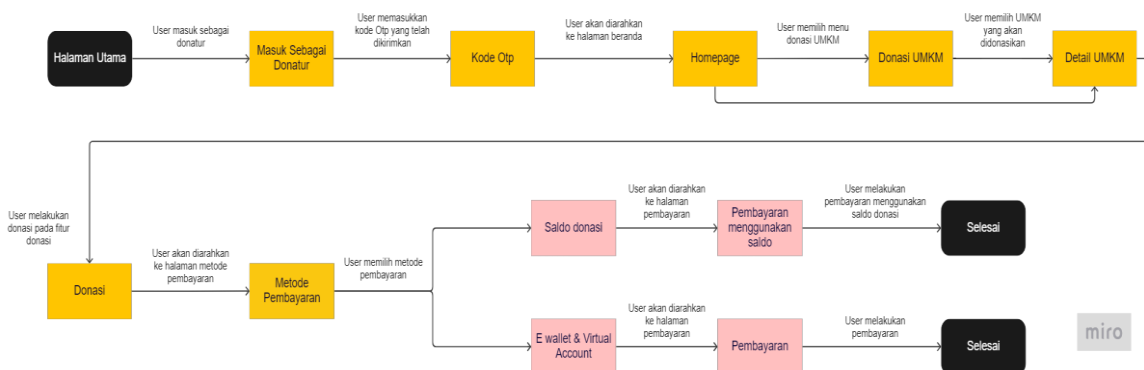 User masuk sebagai
donatur
User memasukkan
kode Otp yang telah
dikirimkan
User akan diarahkan
ke halaman beranda
User memilih menu
donasi UMKM
User memilih UMKM
yang akan
didonasikan
Halaman Utama
Masuk Sebagai
Donatur
Kode Otp
Homepage
Donasi UMKM
Detail UMKM
User melakukan
donasi pada fitur
donasi
User akan diarahkan
ke halaman metode
pembayaran
User memilih metode
pembayaran
User akan diarahkan
ke halaman
pembayaran
User melakukan
pembayaran menggunakan
saldo donasi
Saldo donasi
Pembayaran
menggunakan
saldo
Selesai
Donasi
Metode
Pembayaran
User akan diarahkan
ke halaman
pembayaran
User melakukan
pembayaran
E wallet & Virtual
Account
Pembayaran
Selesai
miro